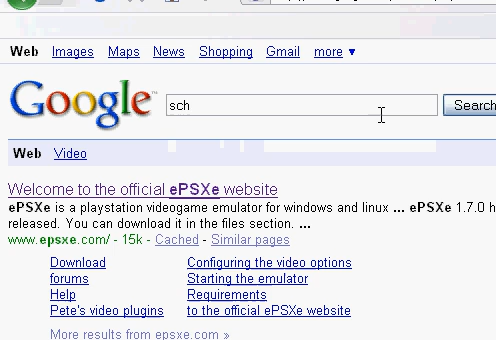 Web Images Maps News Shopping Gmail more ▼
Google™ sch Search
Web Video
Welcome to the official ePSXe website
ePSXe is a playstation videogame emulator for windows and linux ... ePSXe 1.7.0 h
released. You can download it in the files section. ...
www.epsxe.com/ - 15k - Cached - Similar pages
Download Configuring the video options
forums Starting the emulator
Help Requirements
Pete's video plugins to the official ePSXe website
More results from epsxe.com »